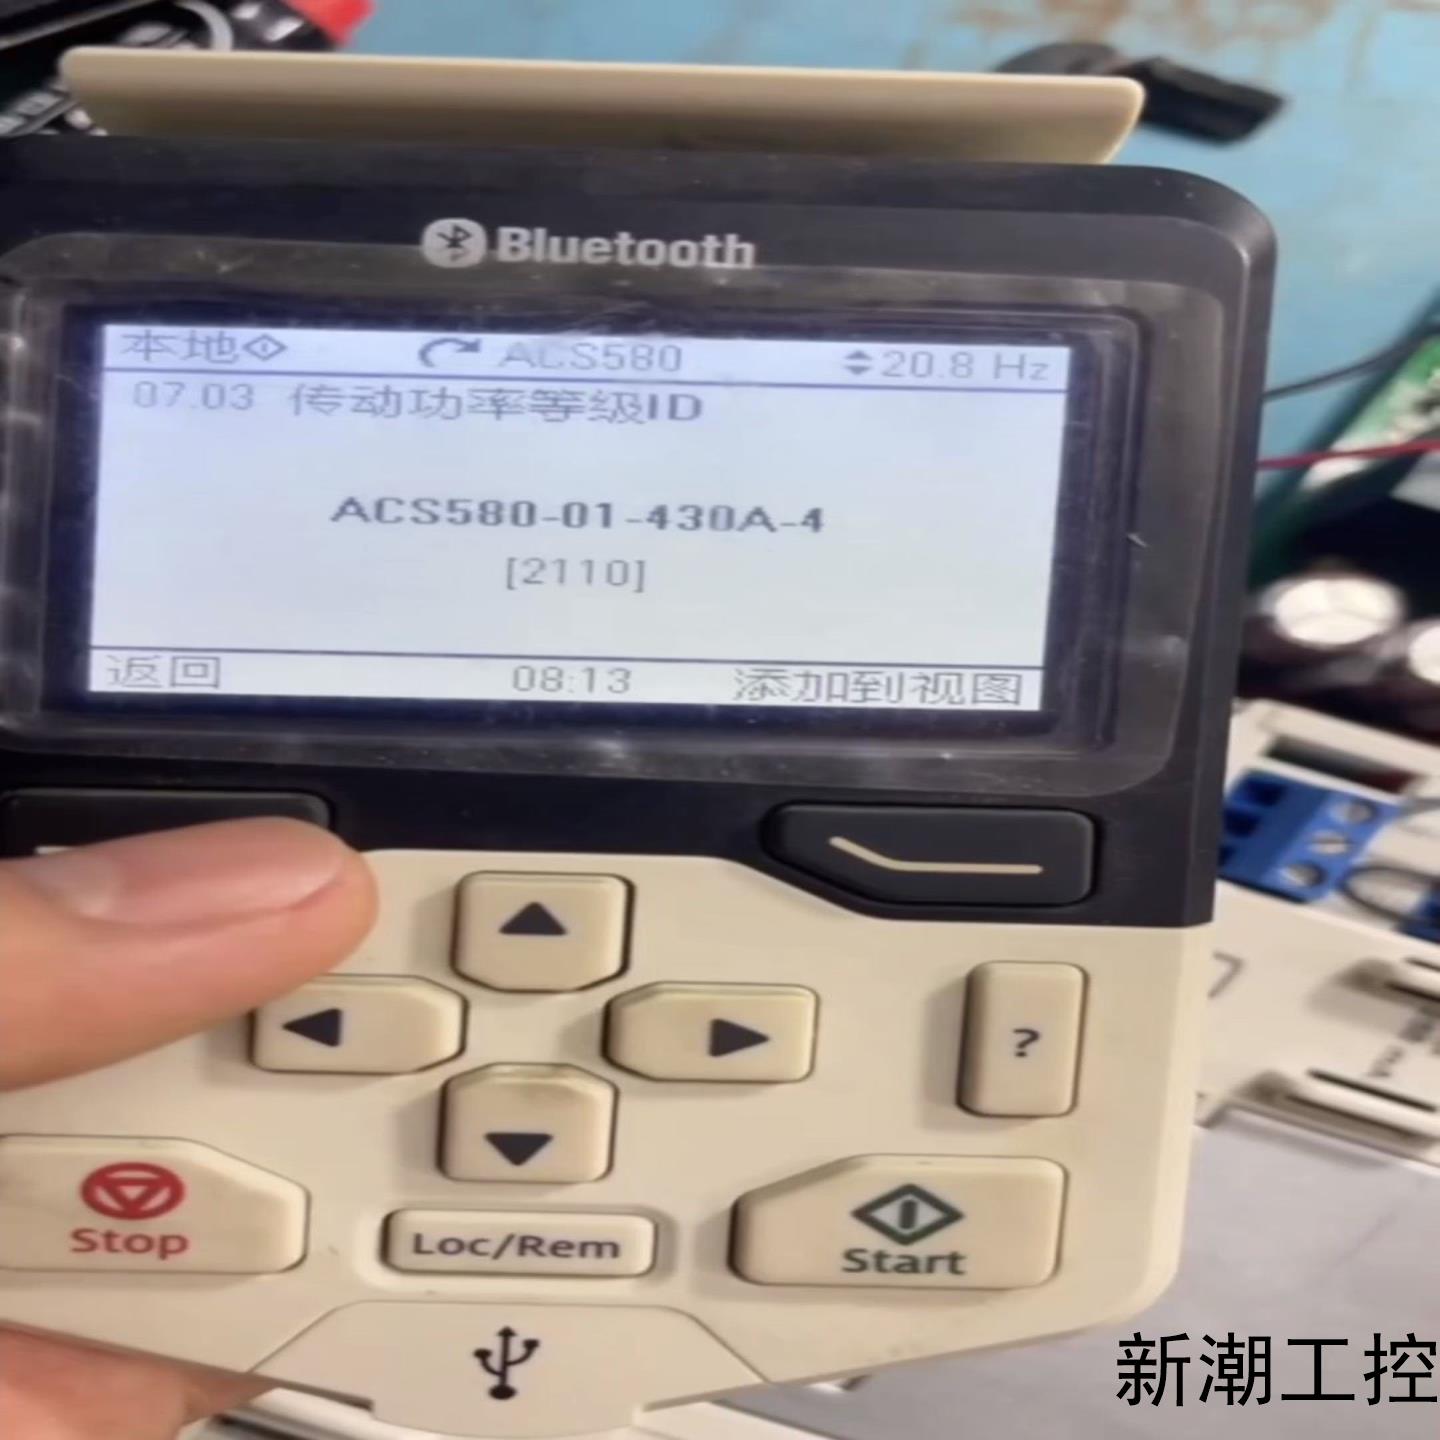 Bluetooth
本地 ACS580 20.8 Hz
07.03 传动功率等级ID
ACS580-01-430A-4
[2110]
返回 08:13 添加到视图
?
Stop
Loc/Rem
Start
新潮工控